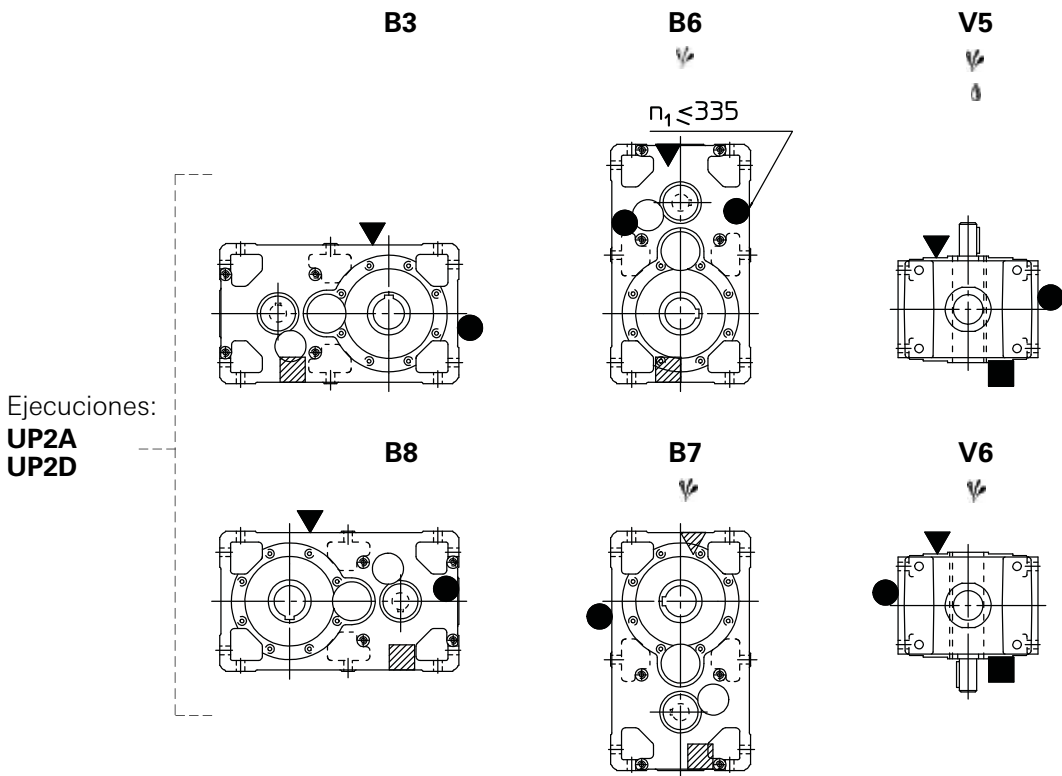 B3 B6 V5
n₁ ≤335
Ejecuciones:
UP2A
UP2D
B8 B7 V6